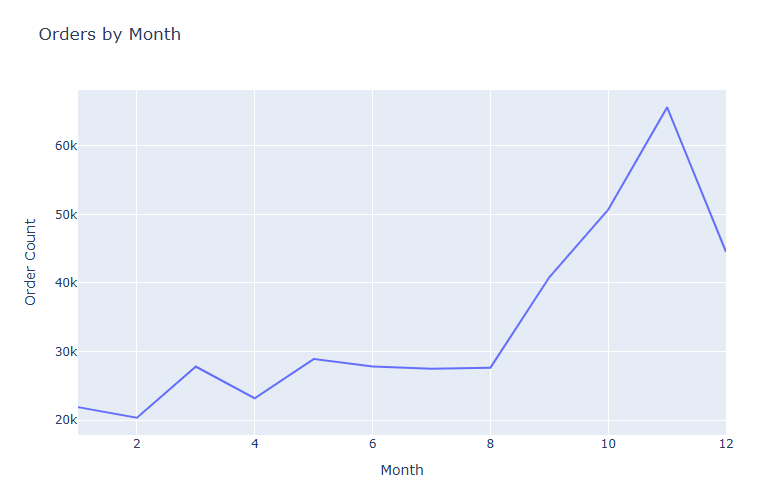 Orders by Month
60k
50k
40k
30k
20k
Order Count
2 4 6 8 10 12
Month